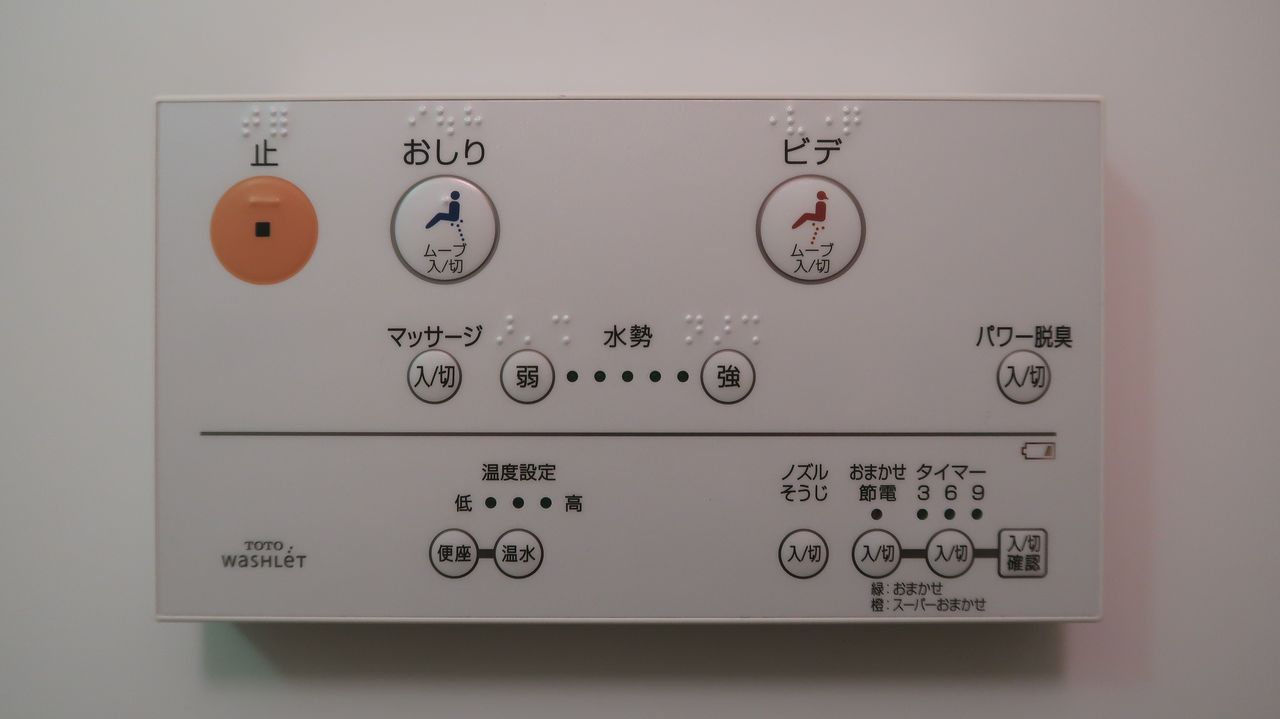 止
おしり
ビデ
ムーブ
入/切
ムーブ
入/切
マッサージ
水勢
パワー脱臭
入/切
弱
強
入/切
温度設定
低
高
ノズル
そうじ
おまかせ
節電
タイマー
3 6 9
TOTO
WASHLET
便座
温水
入/切
入/切
入/切
入/切
確認
緑:おまかせ
橙:スーパーおまかせ